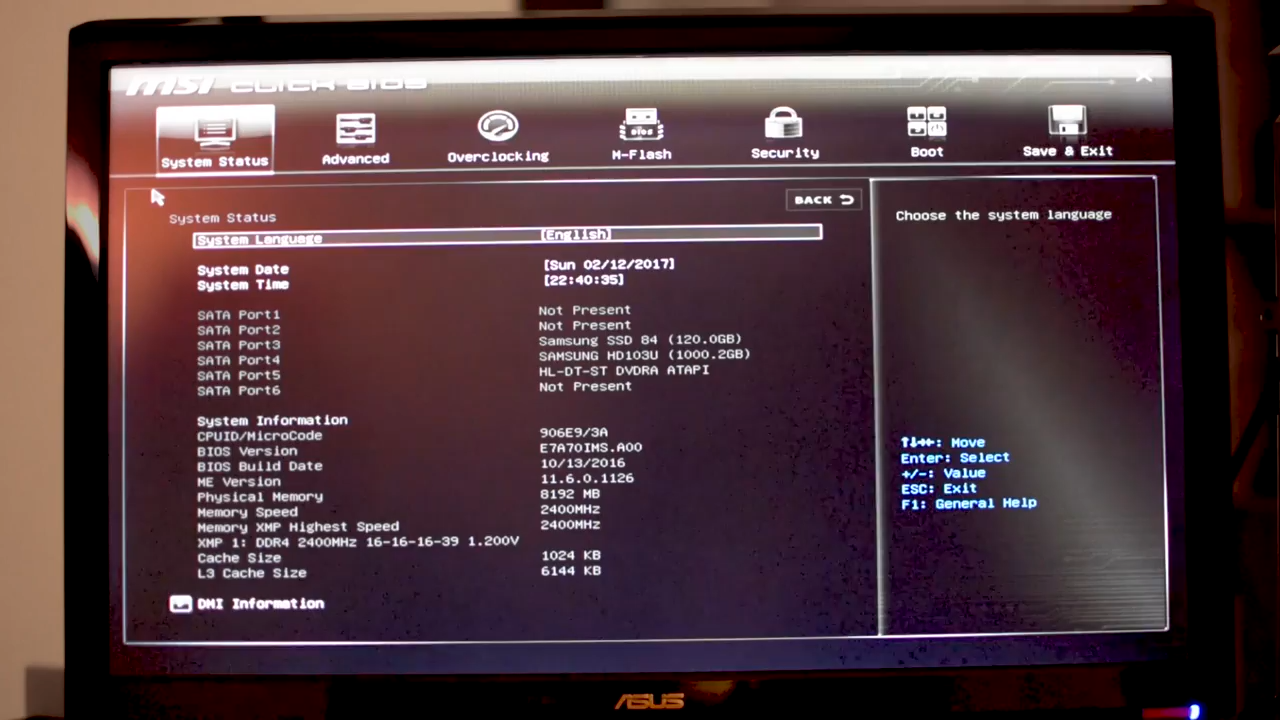 msi CLICK BIOS
X
System Status Advanced Overclocking M-Flash Security Boot Save & Exit
BIOS
BACK
System Status
System Language [English]
System Date [Sun 02/12/2017]
System Time [22:40:35]
SATA Port1 Not Present
SATA Port2 Not Present
SATA Port3 Samsung SSD 84 (120.0GB)
SATA Port4 SAMSUNG HD103U (1000.2GB)
SATA Port5 HL-DT-ST DVDRA ATAPI
SATA Port6 Not Present
System Information
CPUID/MicroCode 906E9/3A
BIOS Version E7A70IMS.A00
BIOS Build Date 10/13/2016
ME Version 11.6.0.1126
Physical Memory 8192 MB
Memory Speed 2400MHz
Memory XMP Highest Speed 2400MHz
XMP 1: DDR4 2400MHz 16-16-16-39 1.200V
Cache Size 1024 KB
L3 Cache Size 6144 KB
DMI Information
Choose the system language
↑↓→←: Move
Enter: Select
+/-: Value
ESC: Exit
F1: General Help
ASUS